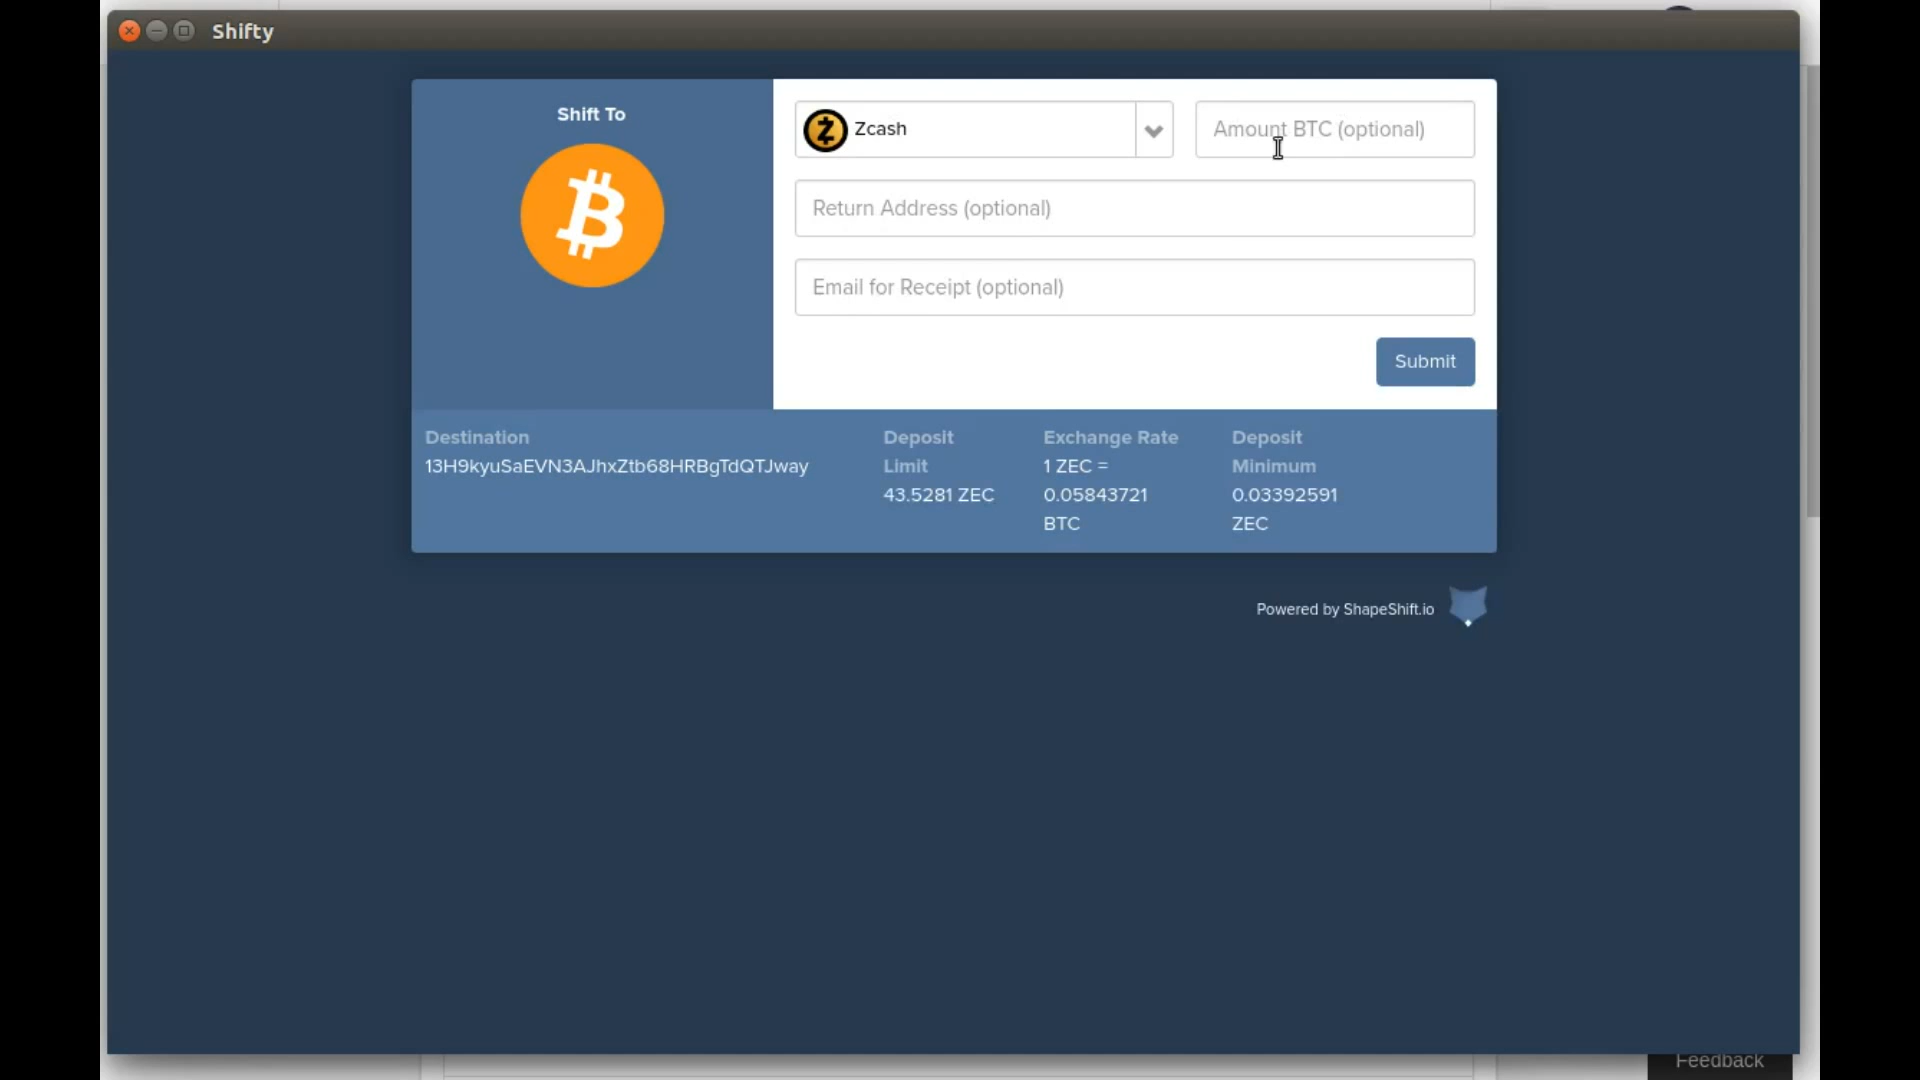 Shifty
Shift To
Zcash
Amount BTC (optional)
Return Address (optional)
Email for Receipt (optional)
Submit
Destination
13H9kyuSaEVN3AJhxZtb68HRBgTdQTJway
Deposit
Limit
43.5281 ZEC
Exchange Rate
1 ZEC =
0.05843721
BTC
Deposit
Minimum
0.03392591
ZEC
Powered by ShapeShift.io
Feedback